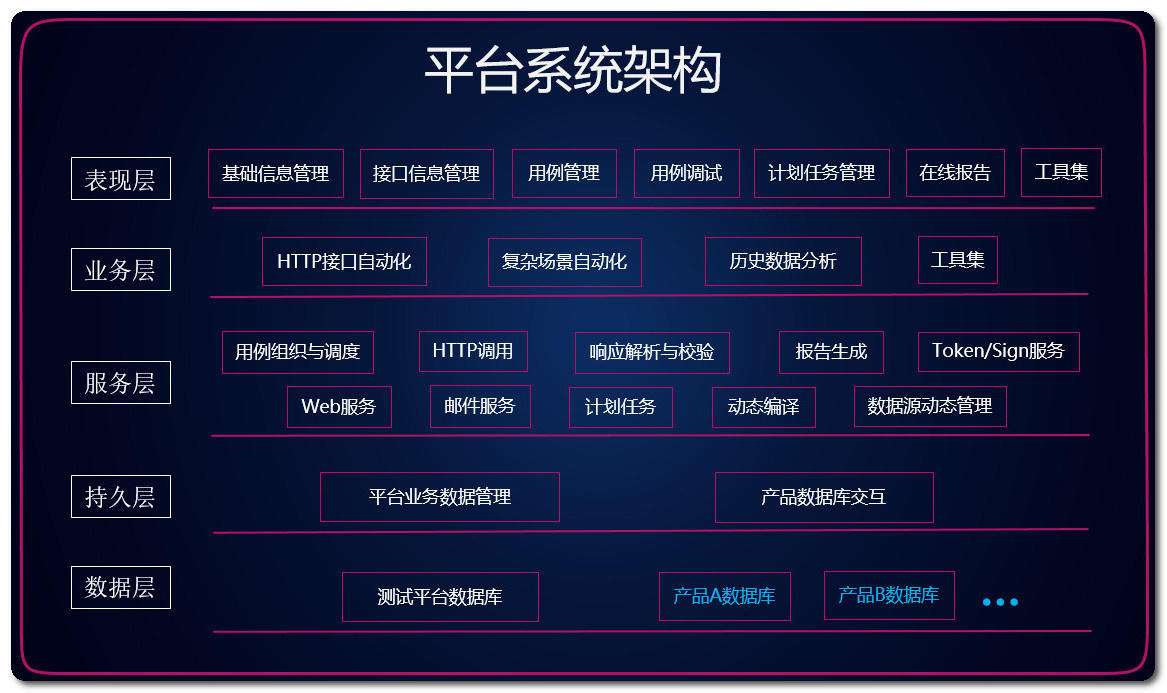 平台系统架构
表现层 基础信息管理 接口信息管理 用例管理 用例调试 计划任务管理 在线报告 工具集
业务层 HTTP接口自动化 复杂场景自动化 历史数据分析 工具集
用例组织与调度 HTTP调用 响应解析与校验 报告生成 Token/Sign服务
服务层
Web服务 邮件服务 计划任务 动态编译 数据源动态管理
持久层 平台业务数据管理 产品数据库交互
数据层 测试平台数据库 产品A数据库 产品B数据库 •••